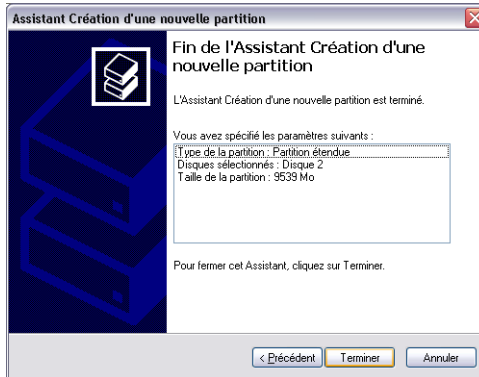 Assistant Création d'une nouvelle partition
Fin de l'Assistant Création d'une
nouvelle partition
L'Assistant Création d'une nouvelle partition est terminé.
Vous avez spécifié les paramètres suivants :
Type de la partition : Partition étendue
Disques sélectionnés : Disque 2
Taille de la partition : 9539 Mo
Pour fermer cet Assistant, cliquez sur Terminer.
< Précédent Terminer Annuler